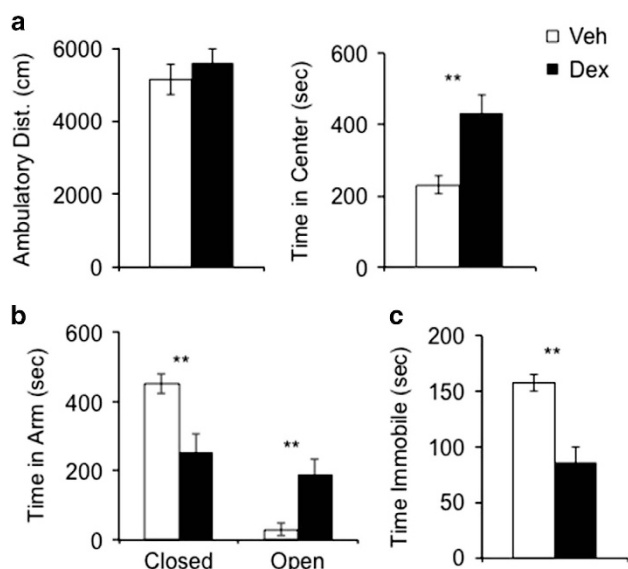 a
Ambulatory Dist. (cm)
6000
4000
2000
0
Time in Center (sec)
600
400
200
0
**
Veh
Dex
b
Time in Arm (sec)
600
400
200
0
**
**
Closed
Open
c
Time Immobile (sec)
200
150
100
50
0
**